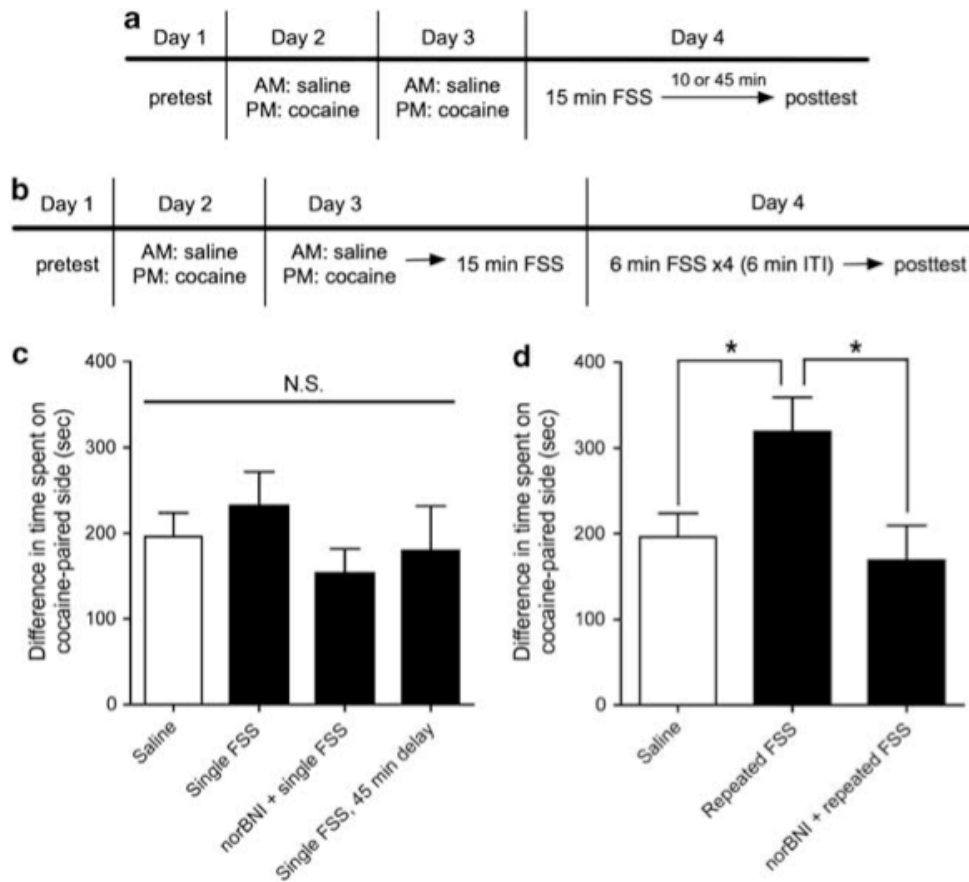 a
Day 1 Day 2 Day 3 Day 4
pretest
AM: saline
PM: cocaine
AM: saline
PM: cocaine
15 min FSS
10 or 45 min
posttest
b
Day 1 Day 2 Day 3 Day 4
pretest
AM: saline
PM: cocaine
AM: saline
PM: cocaine
15 min FSS
6 min FSS x4 (6 min ITI)
posttest
c
Difference in time spent on
cocaine-paired side (sec)
400
300
200
100
0
N.S.
Saline
Single FSS
norBNI + single FSS
Single FSS, 45 min delay
d
Difference in time spent on
cocaine-paired side (sec)
400
300
200
100
0
* *
Saline
Repeated FSS
norBNI + repeated FSS